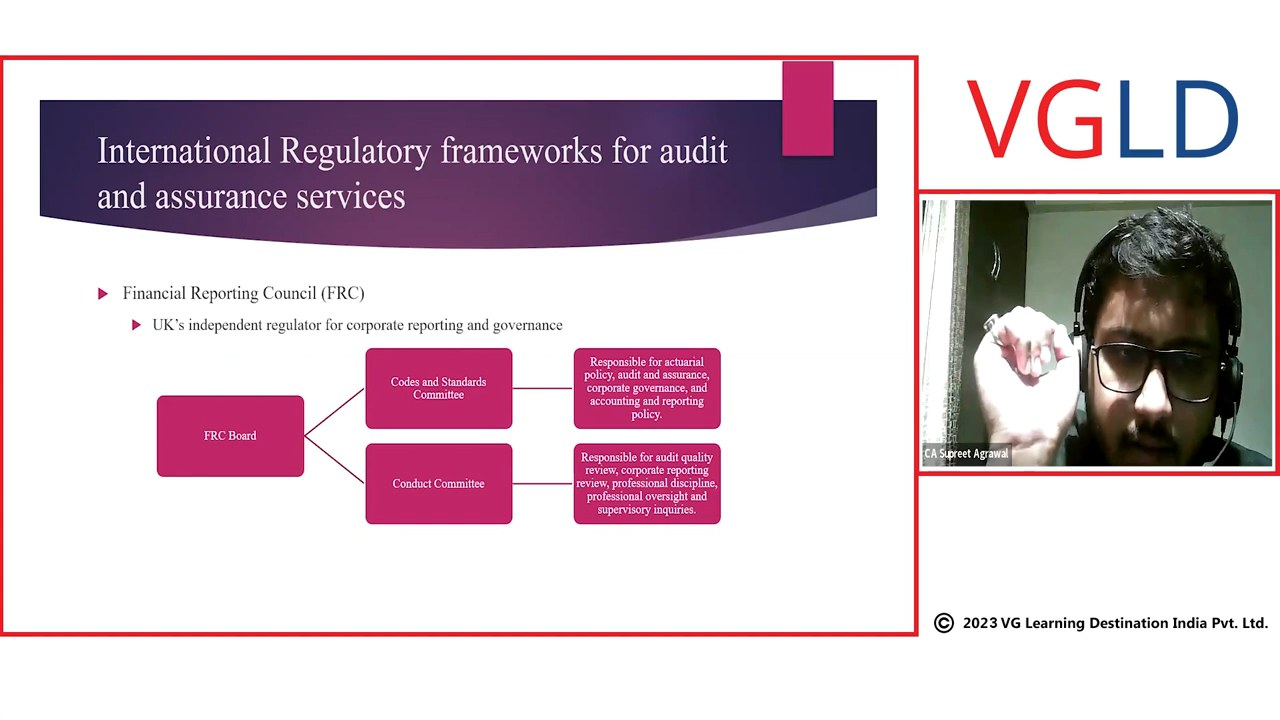 International Regulatory frameworks for audit
and assurance services
Financial Reporting Council (FRC)
UK's independent regulator for corporate reporting and governance
FRC Board
Codes and Standards
Committee
Responsible for actuarial
policy, audit and assurance,
corporate governance, and
accounting and reporting
policy.
Conduct Committee
Responsible for audit quality
review, corporate reporting
review, professional discipline,
professional oversight and
supervisory inquiries.
VGLD
CA Supreet Agrawal
© 2023 VG Learning Destination India Pvt. Ltd.